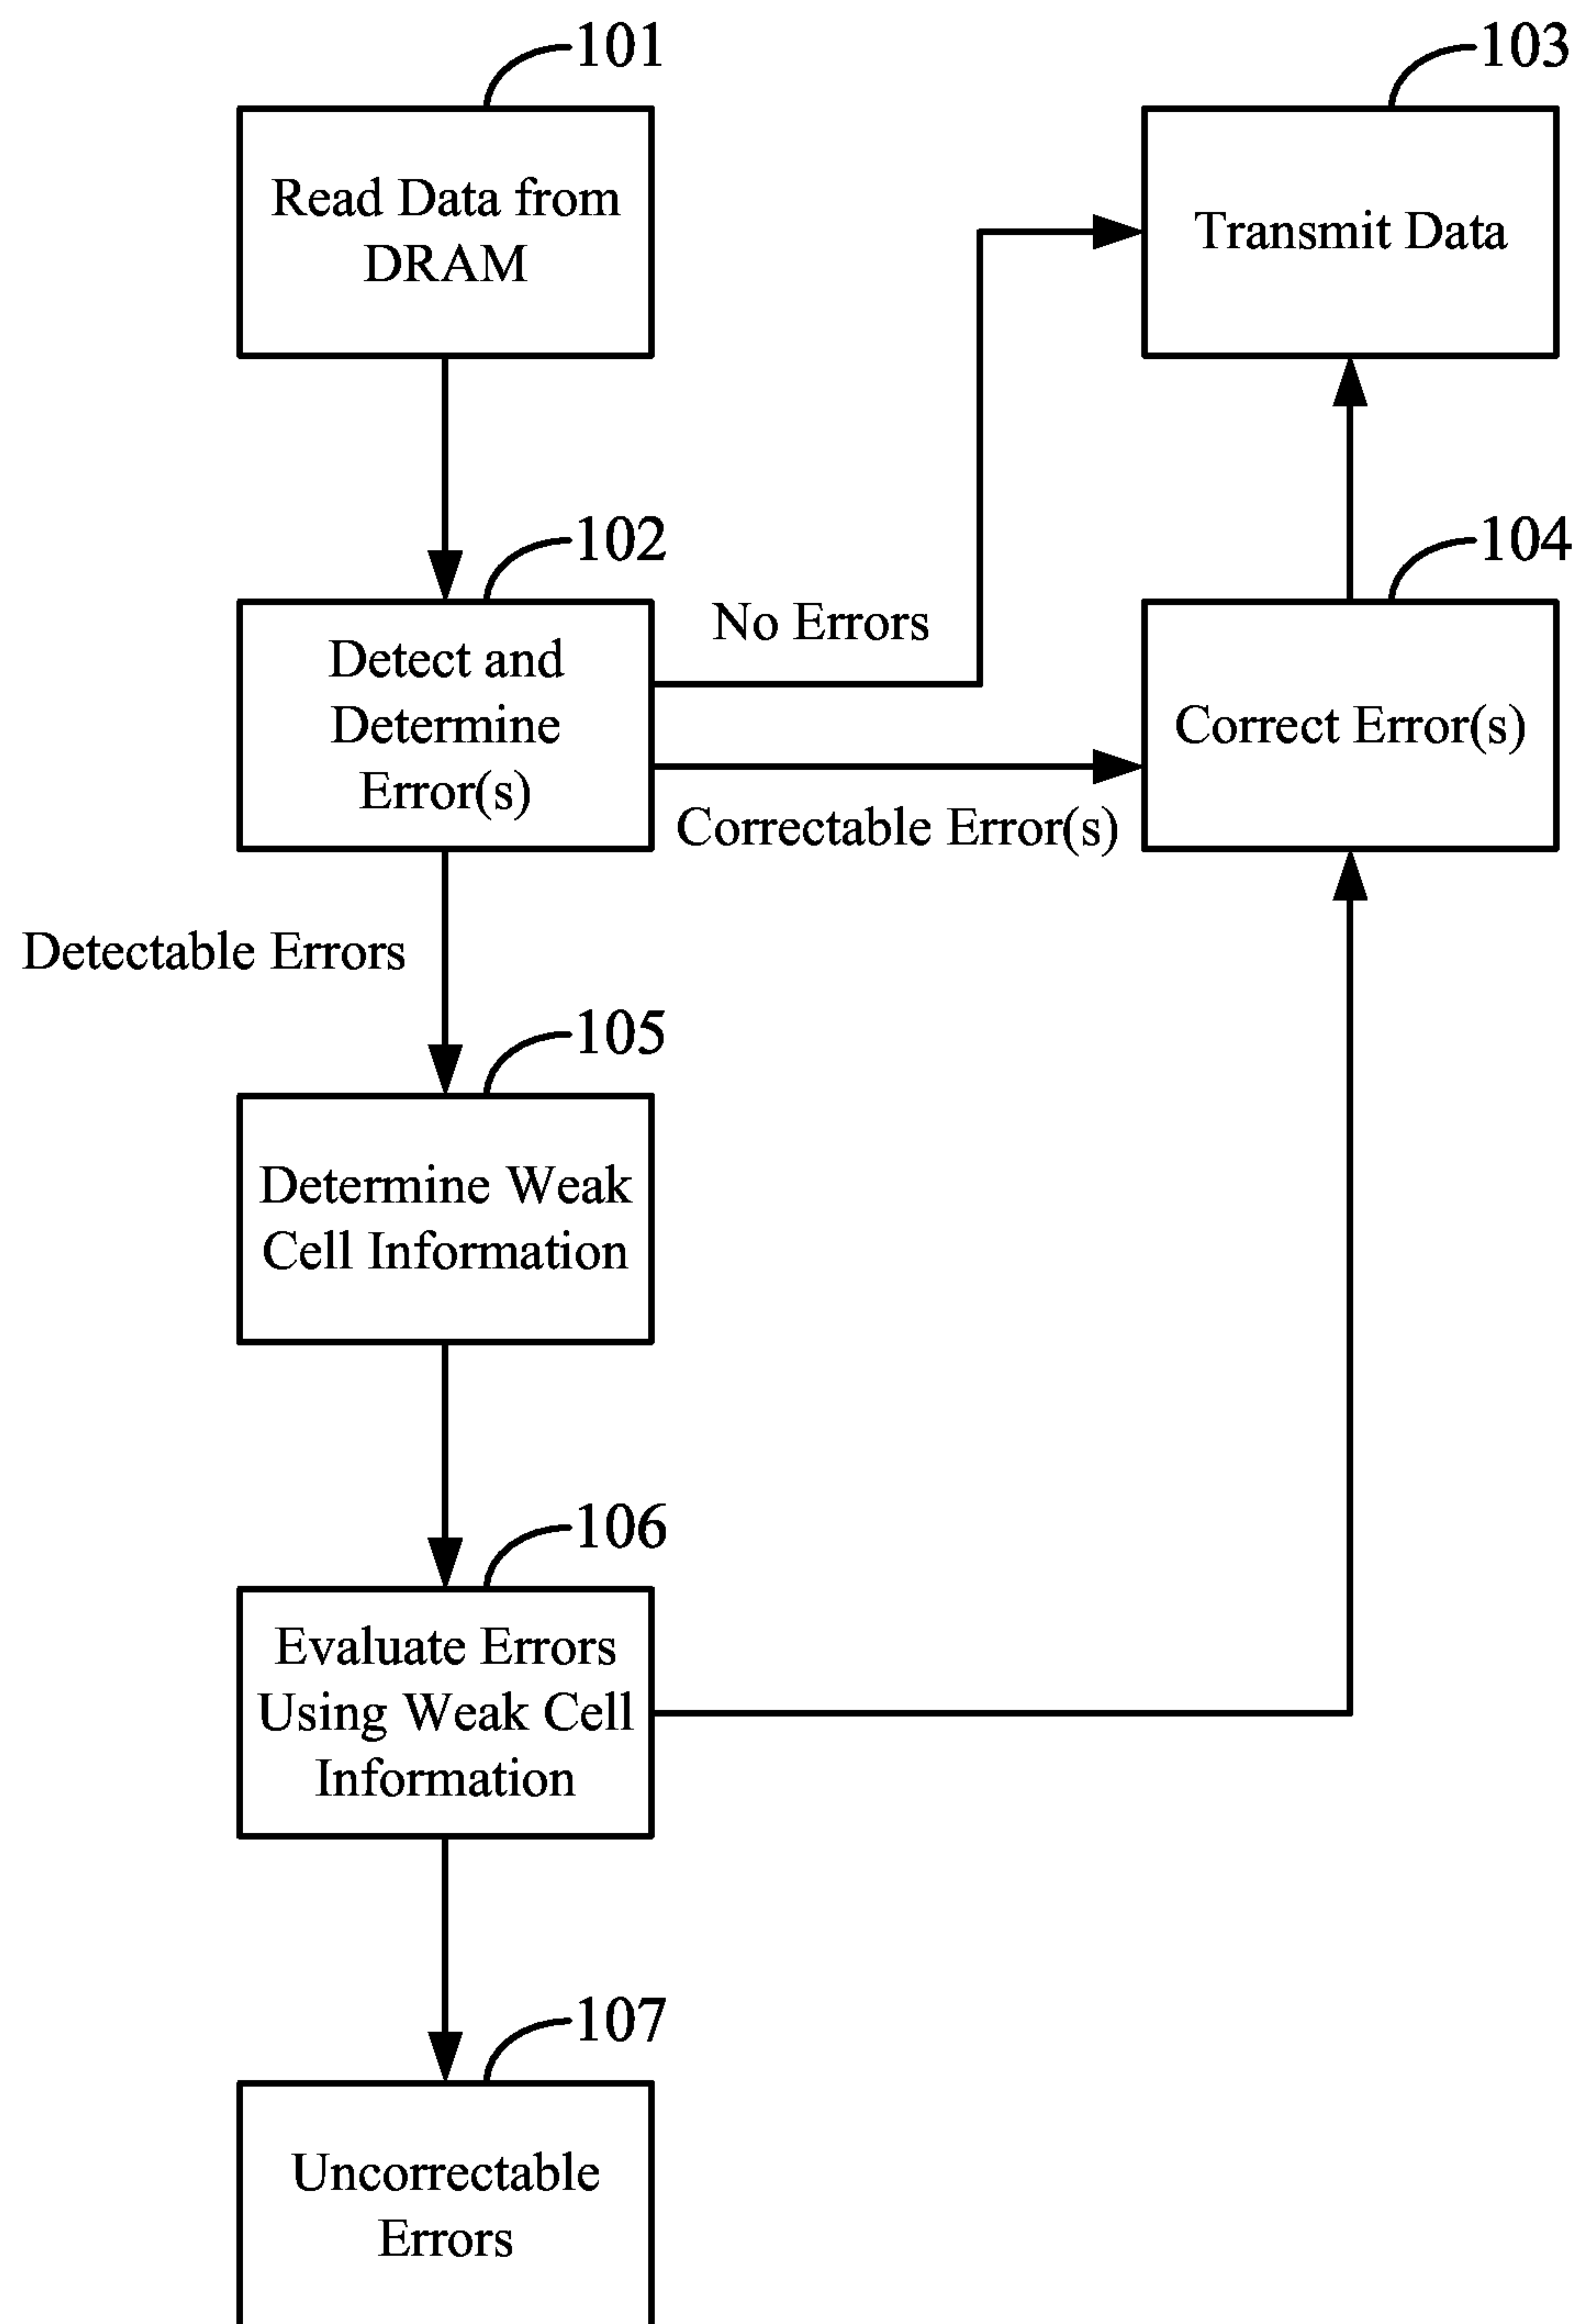 101
Read Data from
DRAM
103
Transmit Data
102
Detect and
Determine
Error(s)
No Errors
Correctable Error(s)
104
Correct Error(s)
Detectable Errors
105
Determine Weak
Cell Information
106
Evaluate Errors
Using Weak Cell
Information
107
Uncorrectable
Errors